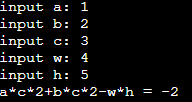 input a: 1
input b: 2
input c: 3
input w: 4
input h: 5
a*c*2+b*c*2-w*h = -2